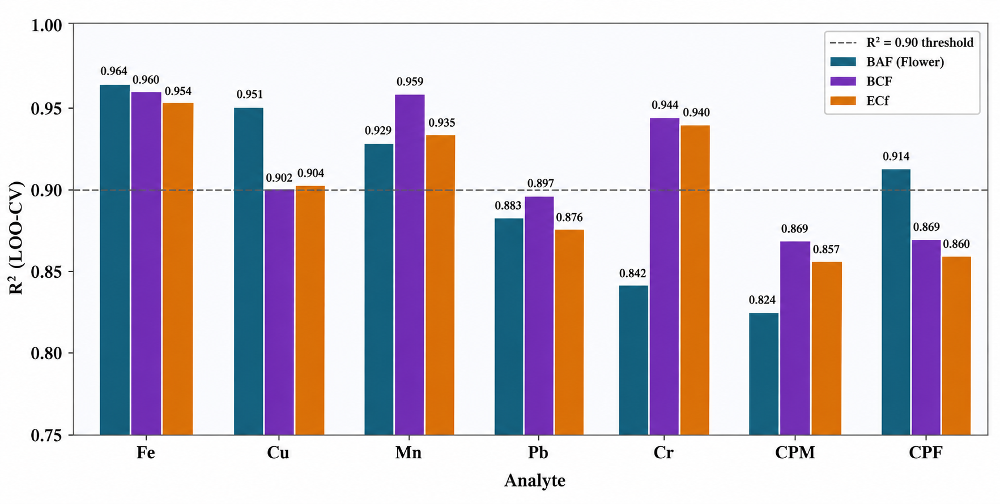 1.00
0.95
0.90
0.85
0.80
0.75
R² (LOO-CV)
R² = 0.90 threshold
BAF (Flower)
BCF
ECf
0.964
0.960
0.954
0.951
0.902
0.904
0.929
0.959
0.935
0.883
0.897
0.876
0.842
0.944
0.940
0.824
0.869
0.857
0.914
0.869
0.860
Fe
Cu
Mn
Pb
Cr
CPM
CPF
Analyte